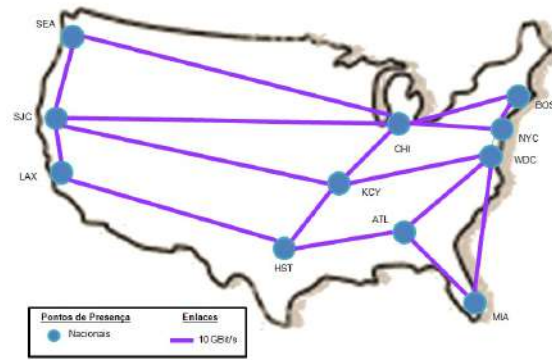 SEA
BOS
SJC
NYC
CHI
WDC
LAX
KCY
ATL
HST
MIA
Pontos de Presença Enlaces
Nacionais 10 GBit/s